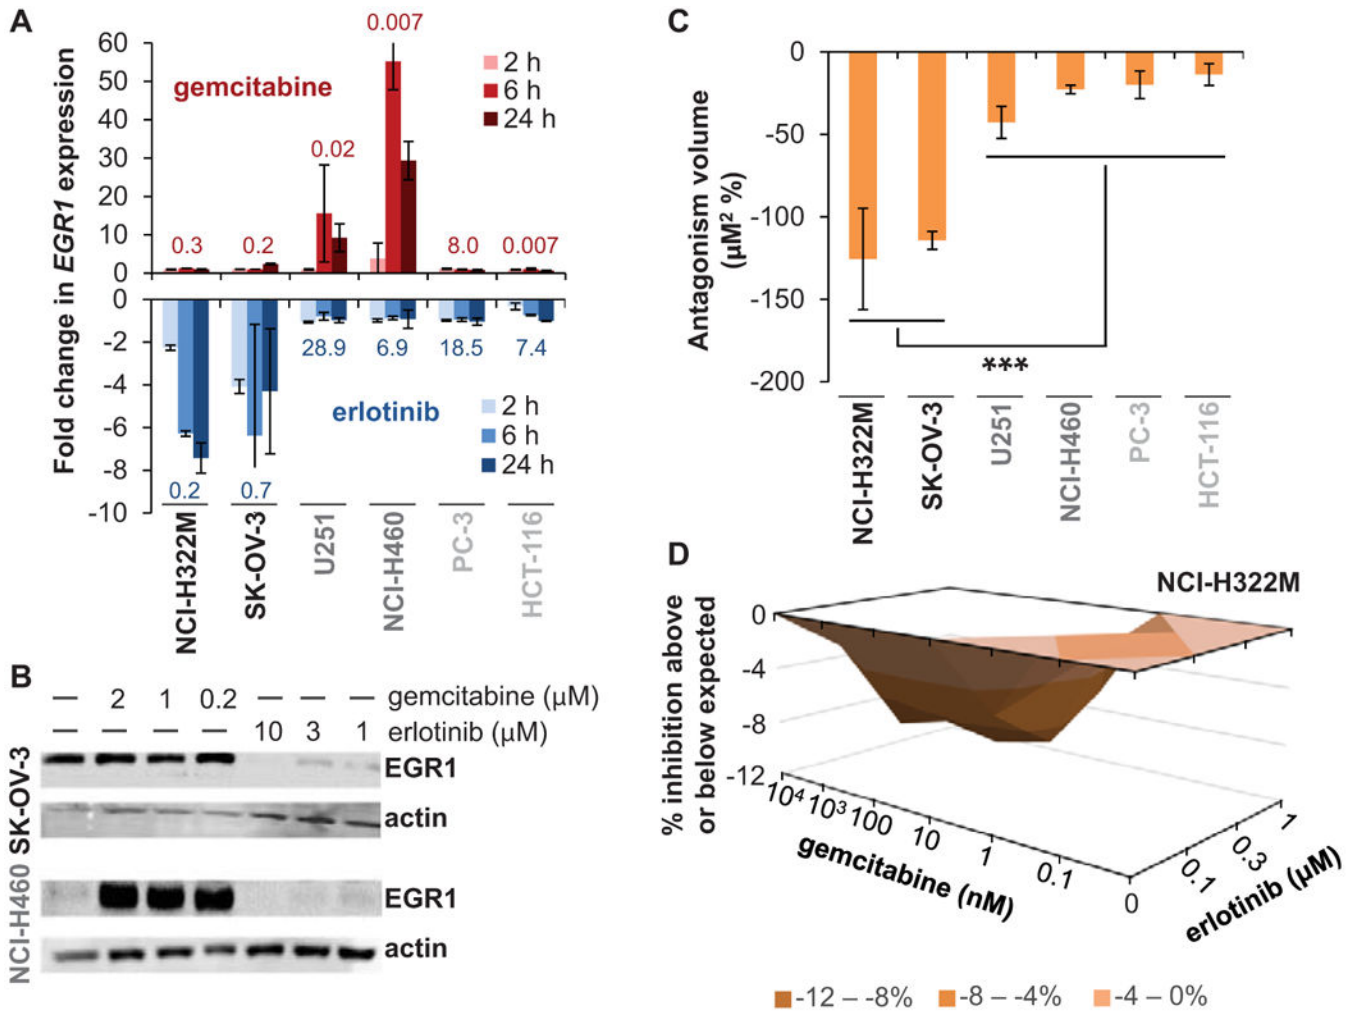 A
Fold change in EGR1 expression
60
50
40
30
20
10
0
gemcitabine
2 h
6 h
24 h
0.3
0.2
0.02
0.007
8.0
0.007
0
-2
-4
-6
-8
-10
erlotinib
2 h
6 h
24 h
0.2
0.7
28.9
6.9
18.5
7.4
NCI-H322M
SK-OV-3
U251
NCI-H460
PC-3
HCT-116
B
— 2 1 0.2 — — — gemcitabine (µM)
— — — — 10 3 1 erlotinib (µM)
SK-OV-3
EGR1
actin
NCI-H460
EGR1
actin
C
Antagonism volume
(µM² %)
0
-50
-100
-150
-200
***
NCI-H322M
SK-OV-3
U251
NCI-H460
PC-3
HCT-116
D
NCI-H322M
% inhibition above
or below expected
0
-4
-8
-12
10⁴ 10³ 100 10 1 0.1 0
gemcitabine (nM)
0.1 0.3 1
erlotinib (µM)
-12 – -8% -8 – -4% -4 – 0%